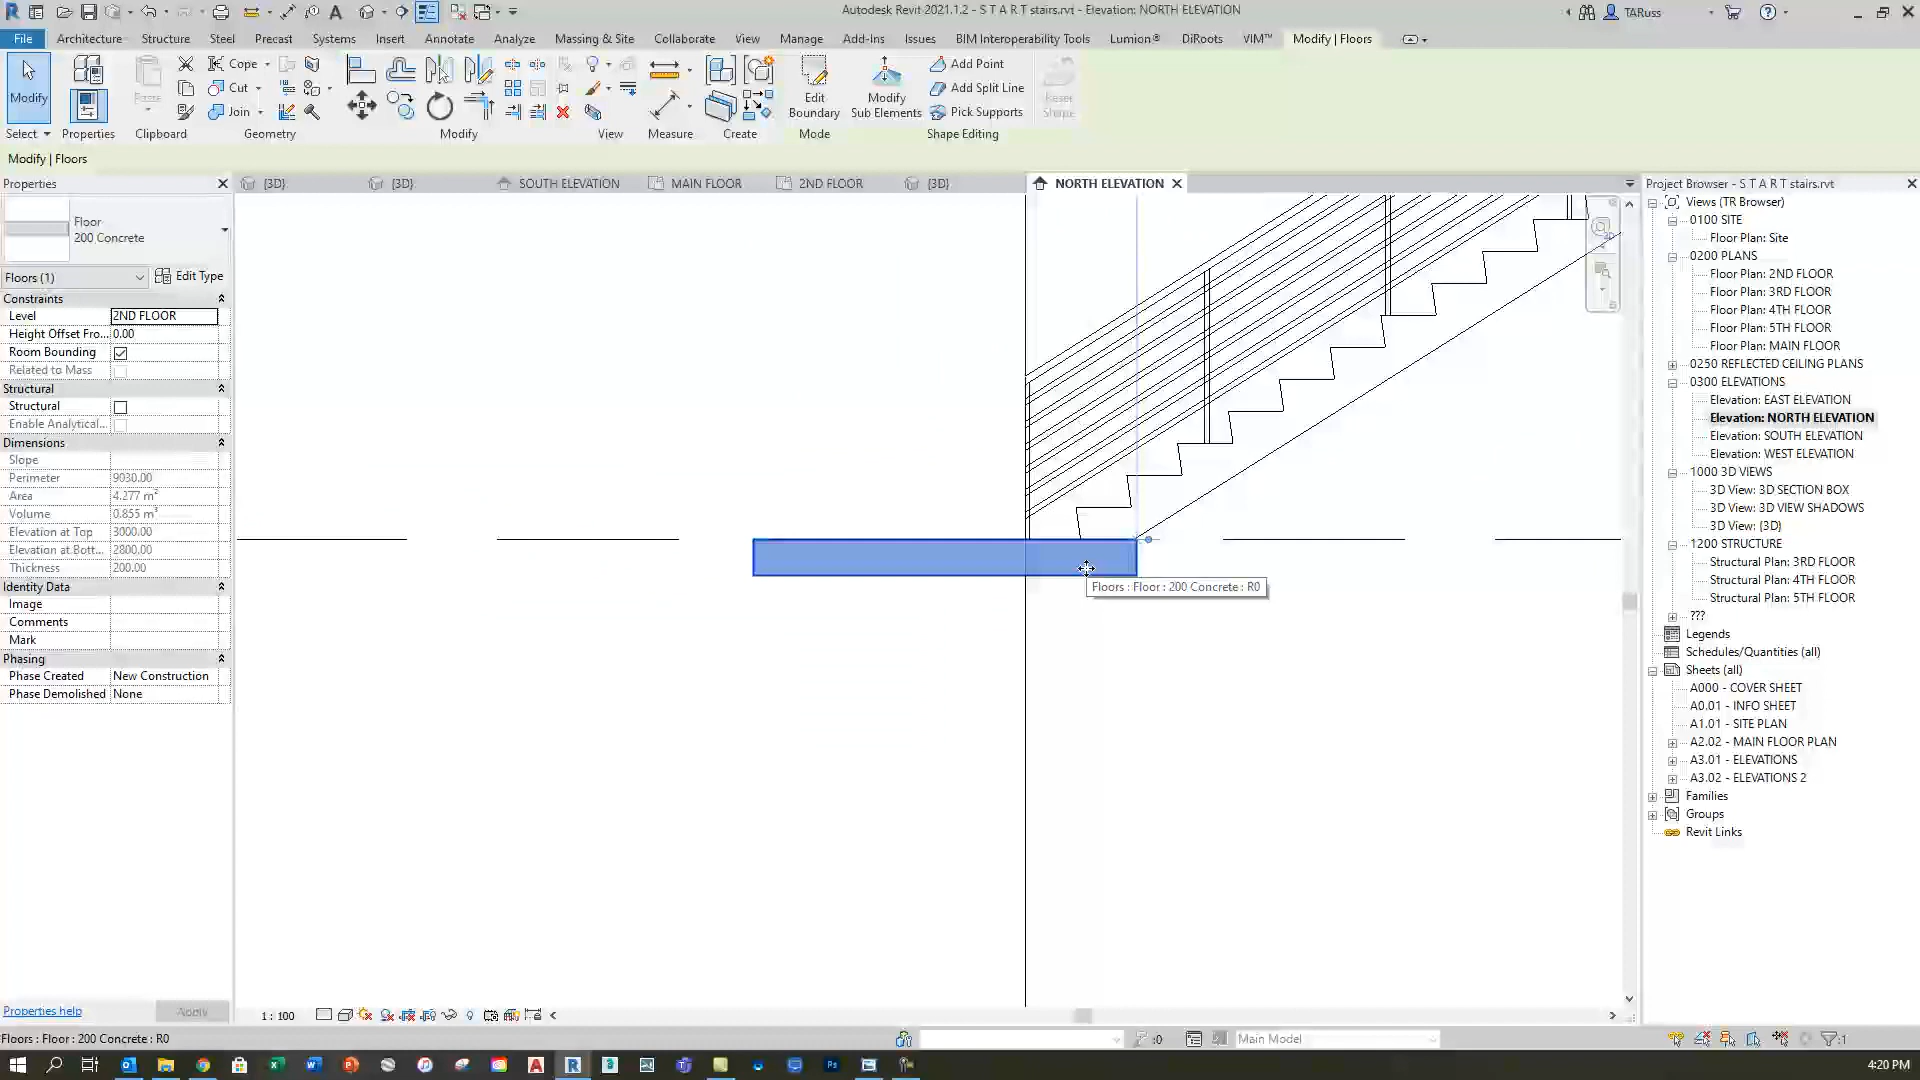 Autodesk Revit 2021.1.2 - S T A R T stairs.rvt - Elevation: NORTH ELEVATION
TARuss
File Architecture Structure Steel Precast Systems Insert Annotate Analyze Massing & Site Collaborate View Manage Add-Ins Issues BIM Interoperability Tools Lumion® DiRoots VIM™ Modify | Floors
Modify
Paste
Cope
Cut
Join
Edit
Boundary
Modify
Sub Elements
Add Point
Add Split Line
Pick Supports
Reset
Shape
Select Properties Clipboard Geometry Modify View Measure Create Mode Shape Editing
Modify | Floors
Properties
{3D} {3D} SOUTH ELEVATION MAIN FLOOR 2ND FLOOR {3D} NORTH ELEVATION
Floor
200 Concrete
Floors (1) Edit Type
Constraints
Level 2ND FLOOR
Height Offset Fro... 0.00
Room Bounding
Related to Mass
Structural
Structural
Enable Analytical...
Dimensions
Slope
Perimeter 9030.00
Area 4.277 m²
Volume 0.855 m³
Elevation at Top 3000.00
Elevation at Bott... 2800.00
Thickness 200.00
Identity Data
Image
Comments
Mark
Phasing
Phase Created New Construction
Phase Demolished None
Properties help Apply
Floors : Floor : 200 Concrete : R0
1 : 100
Project Browser - S T A R T stairs.rvt
Views (TR Browser)
0100 SITE
Floor Plan: Site
0200 PLANS
Floor Plan: 2ND FLOOR
Floor Plan: 3RD FLOOR
Floor Plan: 4TH FLOOR
Floor Plan: 5TH FLOOR
Floor Plan: MAIN FLOOR
0250 REFLECTED CEILING PLANS
0300 ELEVATIONS
Elevation: EAST ELEVATION
Elevation: NORTH ELEVATION
Elevation: SOUTH ELEVATION
Elevation: WEST ELEVATION
1000 3D VIEWS
3D View: 3D SECTION BOX
3D View: 3D VIEW SHADOWS
3D View: {3D}
1200 STRUCTURE
Structural Plan: 3RD FLOOR
Structural Plan: 4TH FLOOR
Structural Plan: 5TH FLOOR
???
Legends
Schedules/Quantities (all)
Sheets (all)
A000 - COVER SHEET
A0.01 - INFO SHEET
A1.01 - SITE PLAN
A2.02 - MAIN FLOOR PLAN
A3.01 - ELEVATIONS
A3.02 - ELEVATIONS 2
Families
Groups
Revit Links
Floors : Floor : 200 Concrete : R0 :0 Main Model :1
4:20 PM